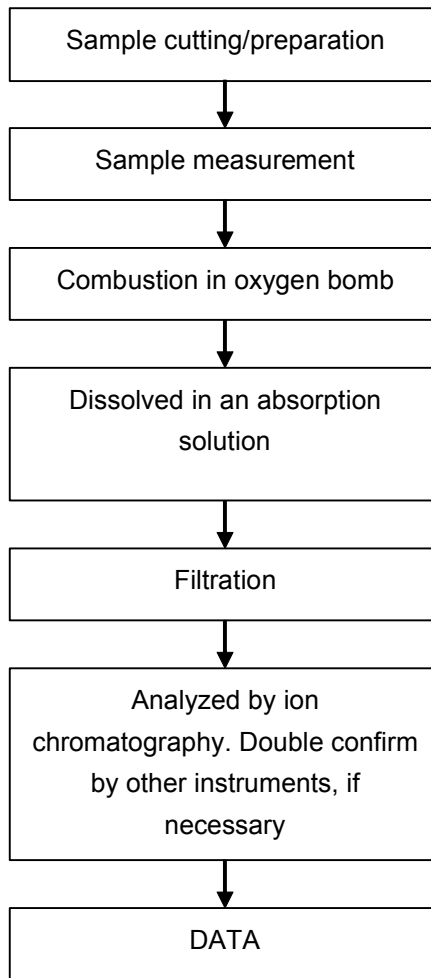 Sample cutting/preparation
Sample measurement
Combustion in oxygen bomb
Dissolved in an absorption
solution
Filtration
Analyzed by ion
chromatography. Double confirm
by other instruments, if
necessary
DATA